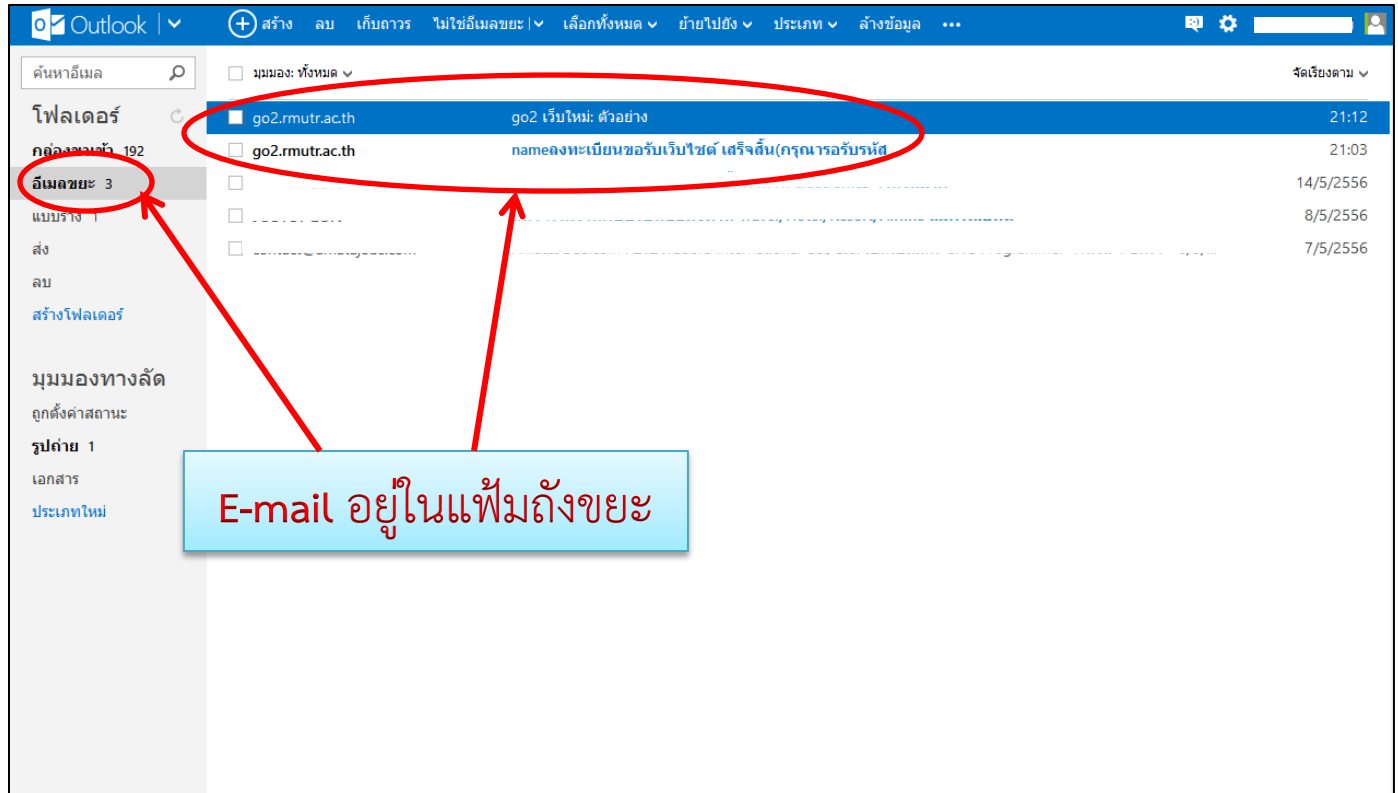 Outlook
สร้าง ลบ เก็บถาวร ไม่ใช่อีเมลขยะ เลือกทั้งหมด ย้ายไปยัง ประเภท ล้างข้อมูล •••
ค้นหาอีเมล
มุมมอง: ทั้งหมด
จัดเรียงตาม
โฟลเดอร์
กล่องขาเข้า 192
อีเมลขยะ 3
แบบร่าง 1
ส่ง
ลบ
สร้างโฟลเดอร์
มุมมองทางลัด
ถูกตั้งค่าสถานะ
รูปถ่าย 1
เอกสาร
ประเภทใหม่
go2.rmutr.ac.th go2 เว็บใหม่: ตัวอย่าง 21:12
go2.rmutr.ac.th nameลงทะเบียนขอรับเว็บไซต์ เสร็จสิ้น(กรุณารอรับรหัส 21:03
14/5/2556
8/5/2556
7/5/2556
E-mail อยู่ในแฟ้มถังขยะ